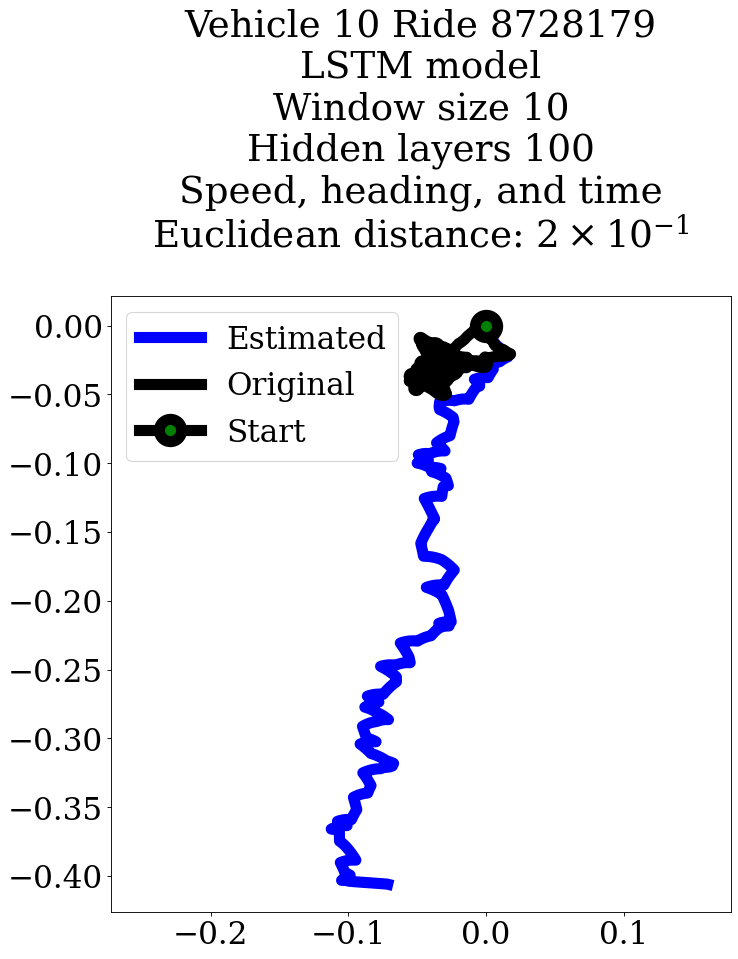 Vehicle 10 Ride 8728179
LSTM model
Window size 10
Hidden layers 100
Speed, heading, and time
Euclidean distance: 2 × 10⁻¹
Estimated
Original
Start
0.00
−0.05
−0.10
−0.15
−0.20
−0.25
−0.30
−0.35
−0.40
−0.2 −0.1 0.0 0.1